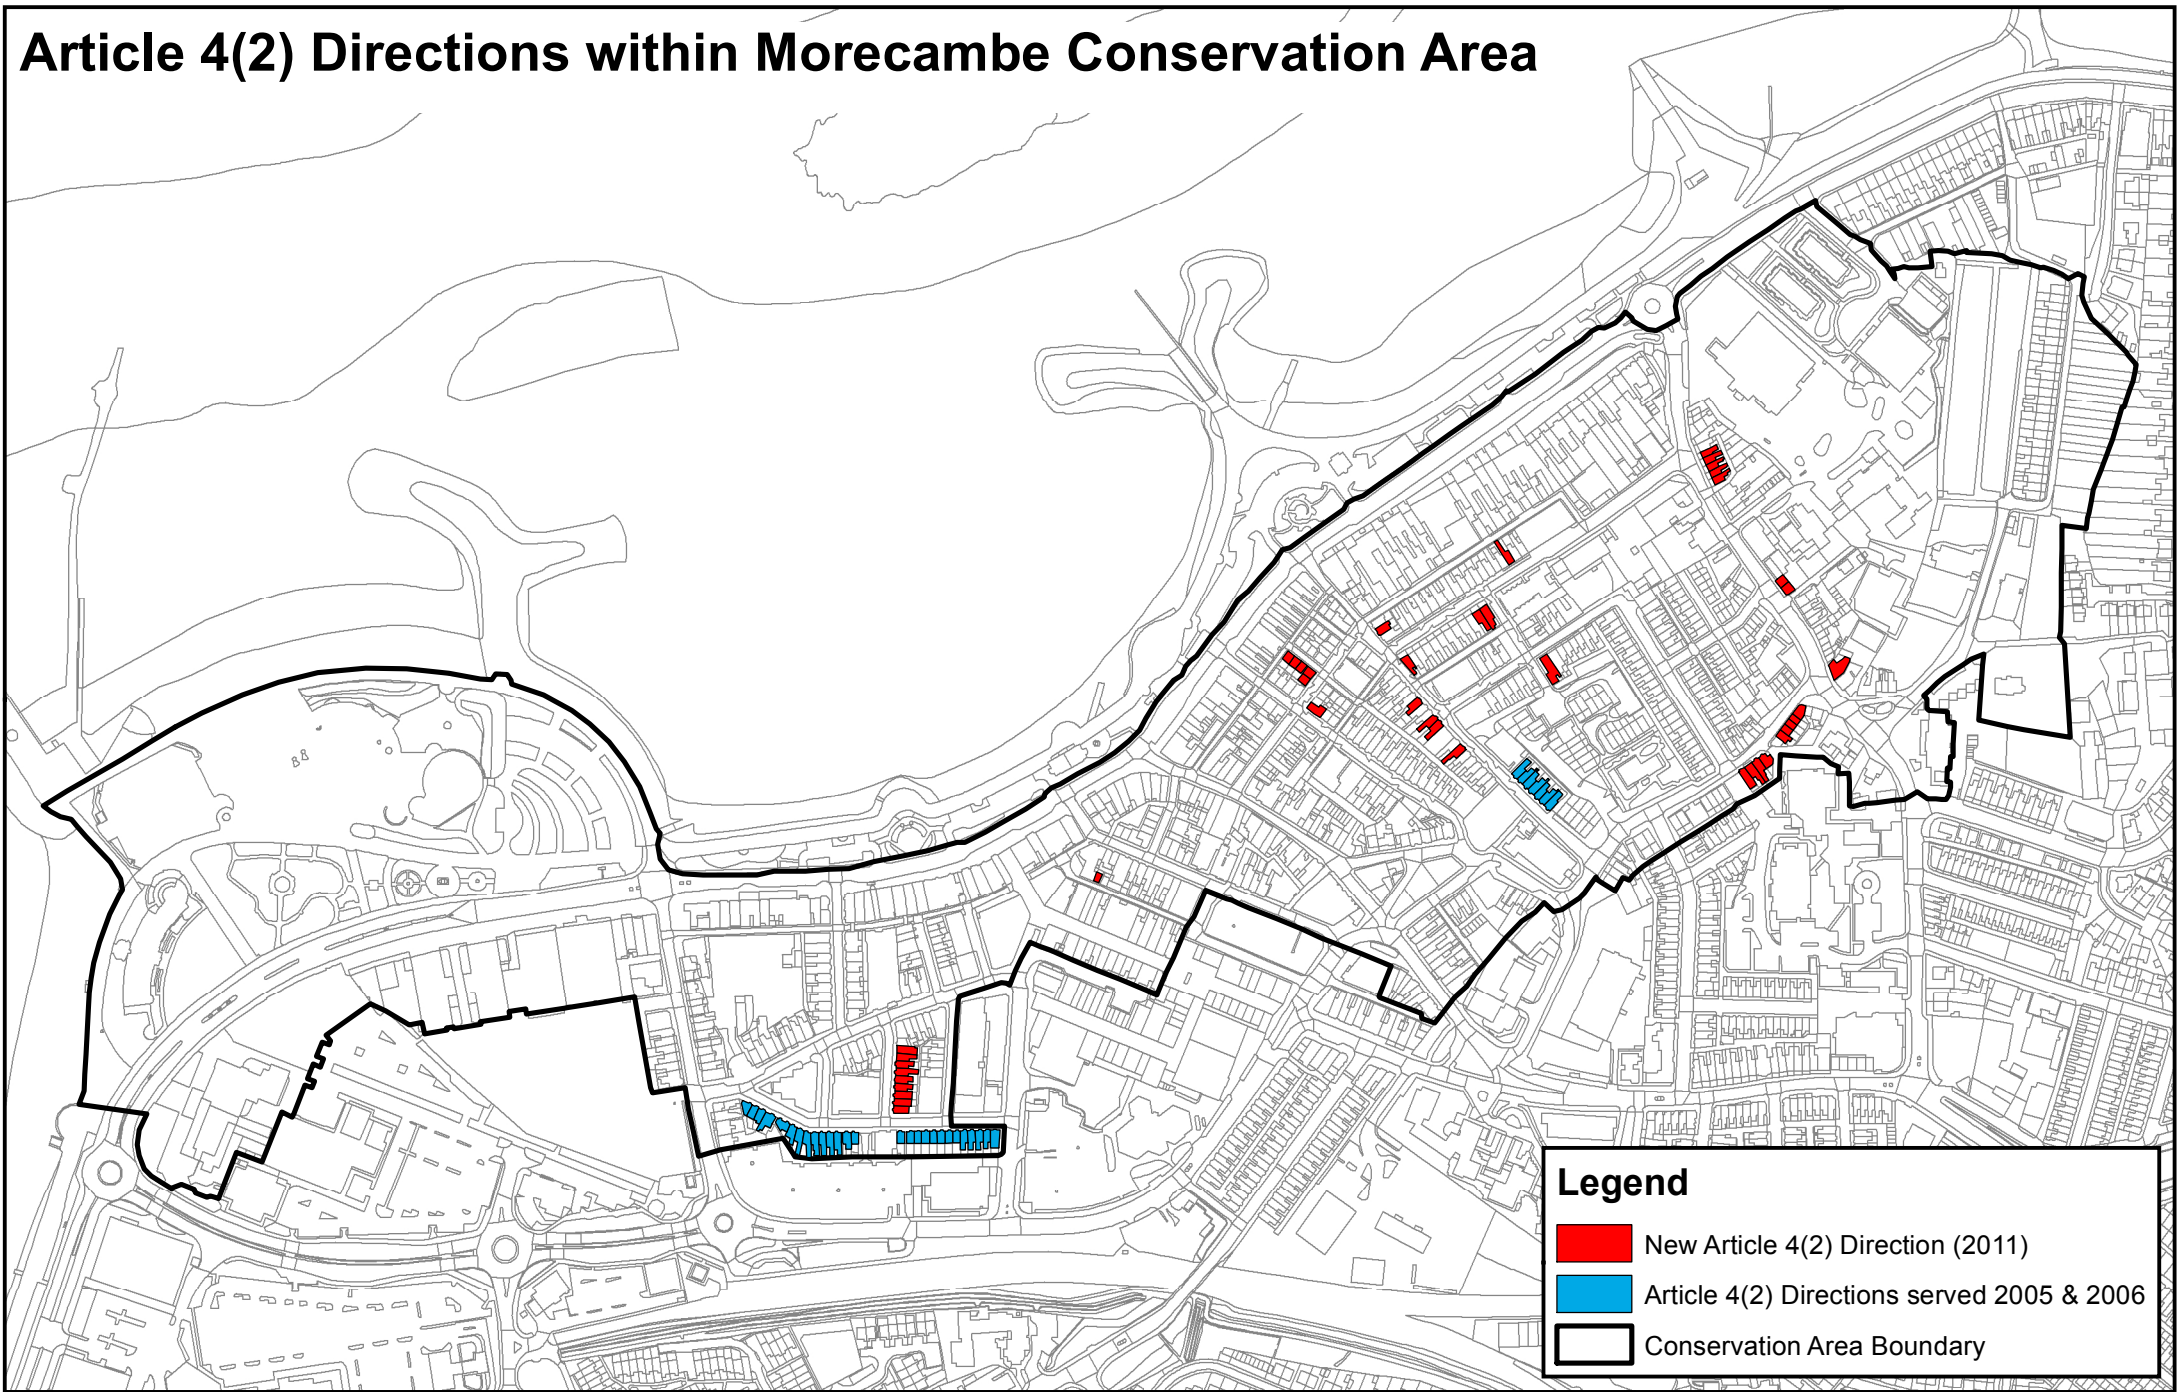 Article 4(2) Directions within Morecambe Conservation Area
Legend
New Article 4(2) Direction (2011)
Article 4(2) Directions served 2005 & 2006
Conservation Area Boundary